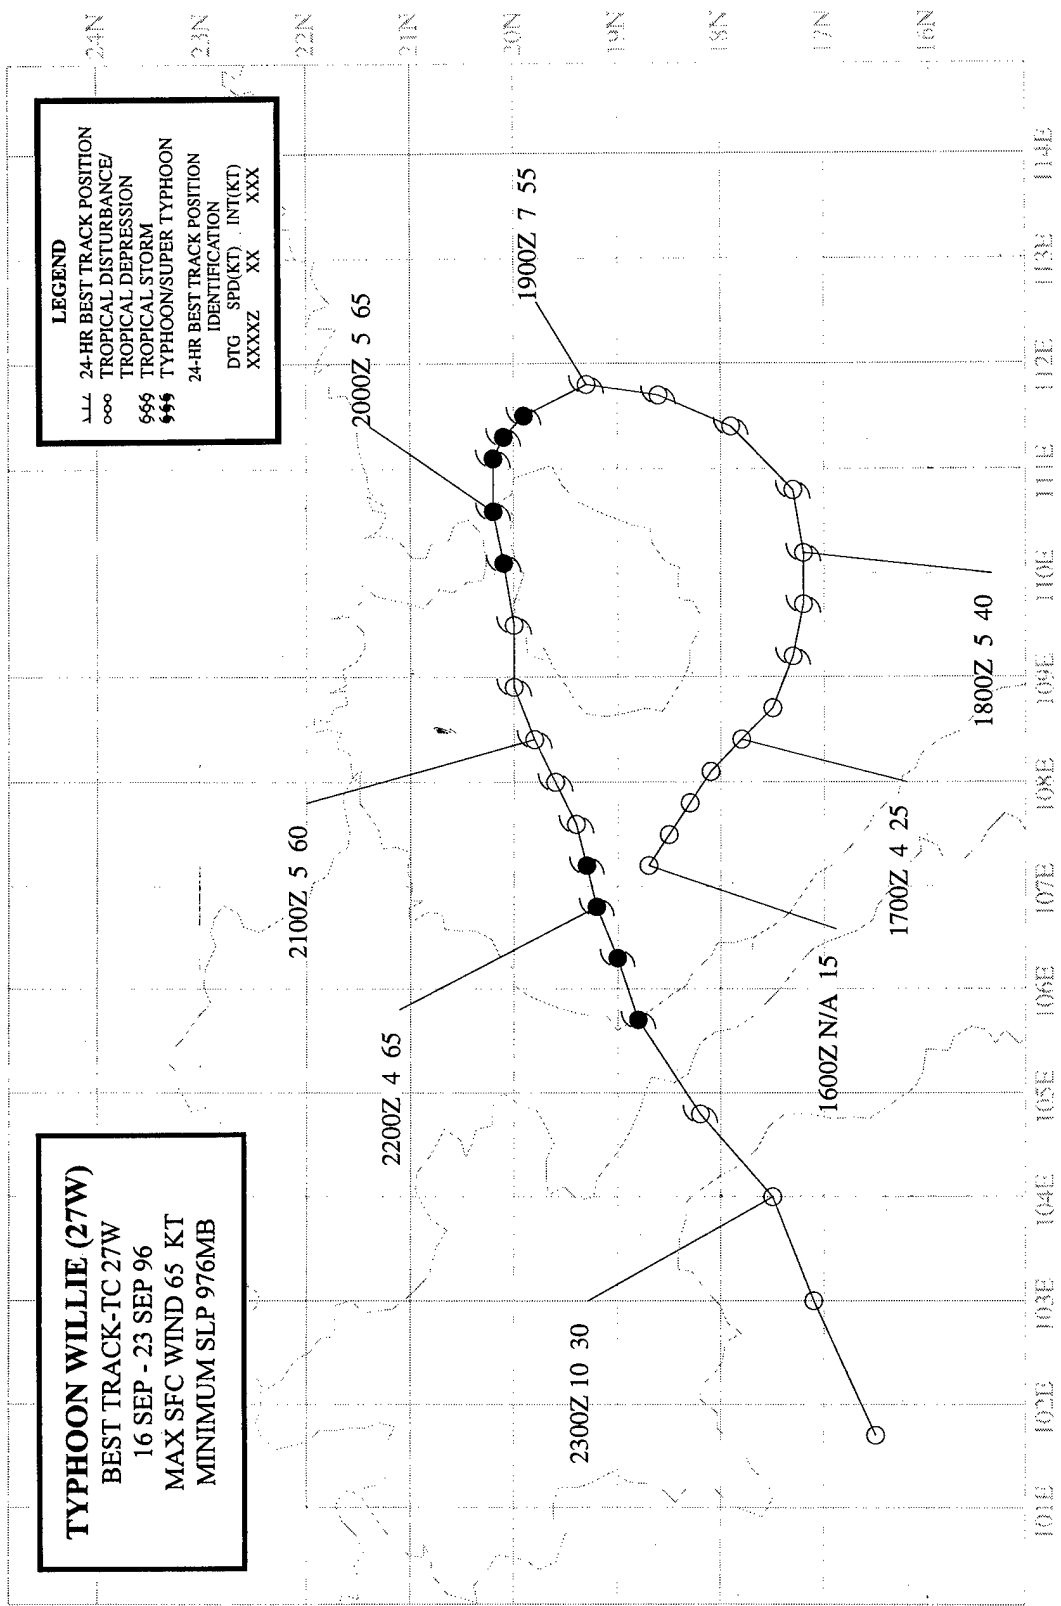 TYPHOON WILLIE (27W)
BEST TRACK-TC 27W
16 SEP - 23 SEP 96
MAX SFC WIND 65 KT
MINIMUM SLP 976MB
LEGEND
24-HR BEST TRACK POSITION
TROPICAL DISTURBANCE/
TROPICAL DEPRESSION
TROPICAL STORM
TYPHOON/SUPER TYPHOON
24-HR BEST TRACK POSITION
IDENTIFICATION
DTG SPD(KT) INT(KT)
XXXXZ XX XXX
24N
23N
22N
21N
20N
19N
18N
17N
16N
2000Z 5 65
1900Z 7 55
2100Z 5 60
2200Z 4 65
2300Z 10 30
1600Z N/A 15
1700Z 4 25
1800Z 5 40
101E
102E
103E
104E
105E
106E
107E
108E
109E
110E
111E
112E
113E
114E